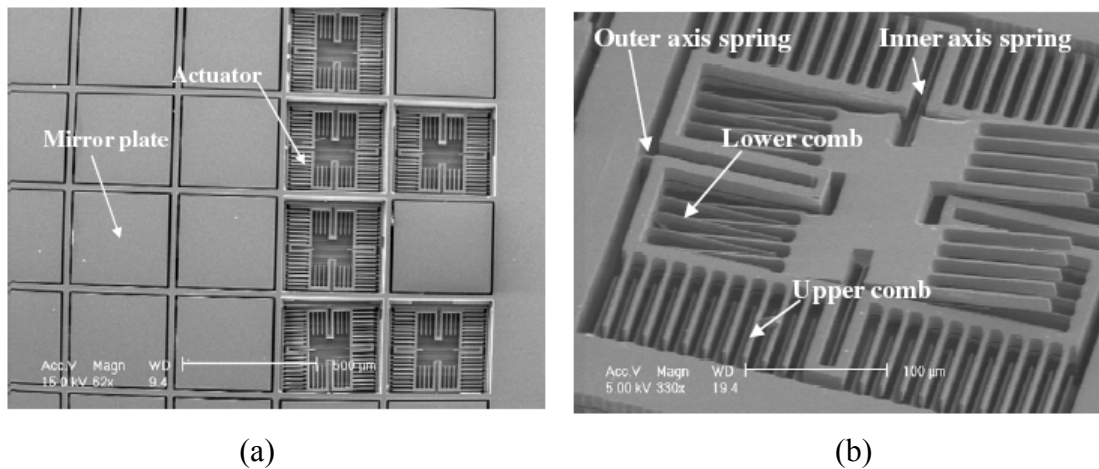 Actuator
Mirror plate
Acc.V Magn WD 500 µm
15.0 kV 62x 9.4
Outer axis spring
Inner axis spring
Lower comb
Upper comb
Acc.V Magn WD 100 µm
5.00 kV 330x 19.4
(a)
(b)